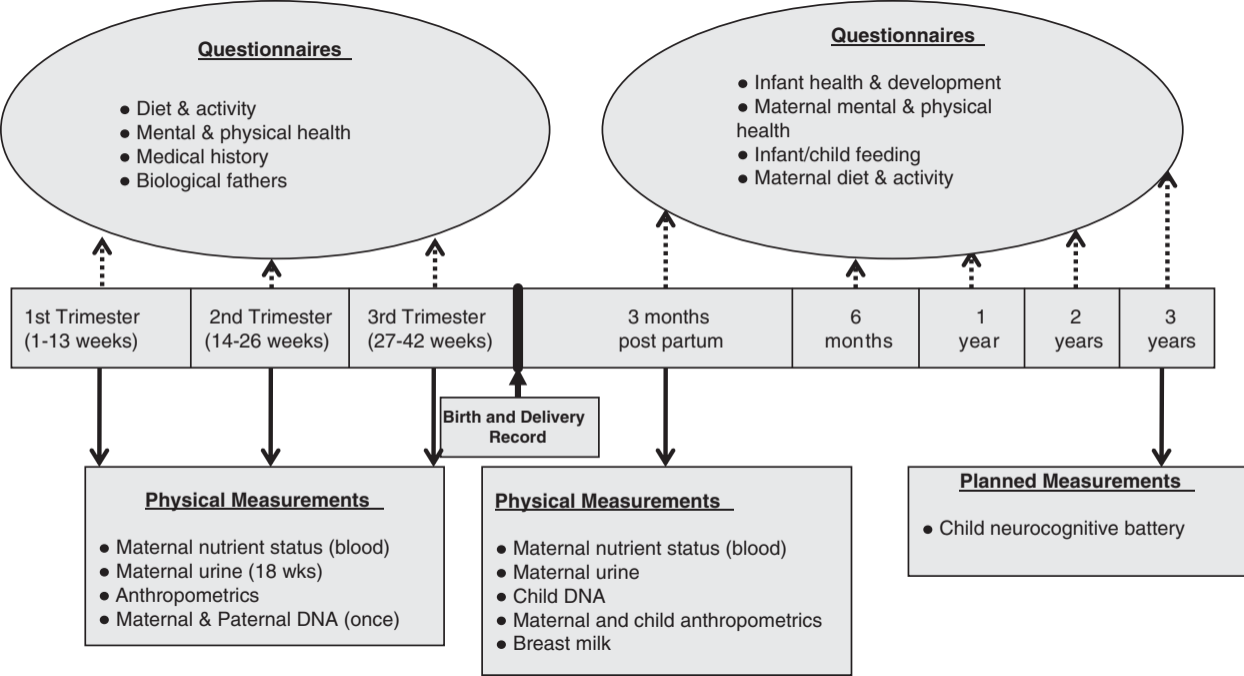 Questionnaires
● Diet & activity
● Mental & physical health
● Medical history
● Biological fathers
Questionnaires
● Infant health & development
● Maternal mental & physical
health
● Infant/child feeding
● Maternal diet & activity
1st Trimester
(1-13 weeks)
2nd Trimester
(14-26 weeks)
3rd Trimester
(27-42 weeks)
3 months
post partum
6
months
1
year
2
years
3
years
Birth and Delivery
Record
Physical Measurements
● Maternal nutrient status (blood)
● Maternal urine (18 wks)
● Anthropometrics
● Maternal & Paternal DNA (once)
Physical Measurements
● Maternal nutrient status (blood)
● Maternal urine
● Child DNA
● Maternal and child anthropometrics
● Breast milk
Planned Measurements
● Child neurocognitive battery